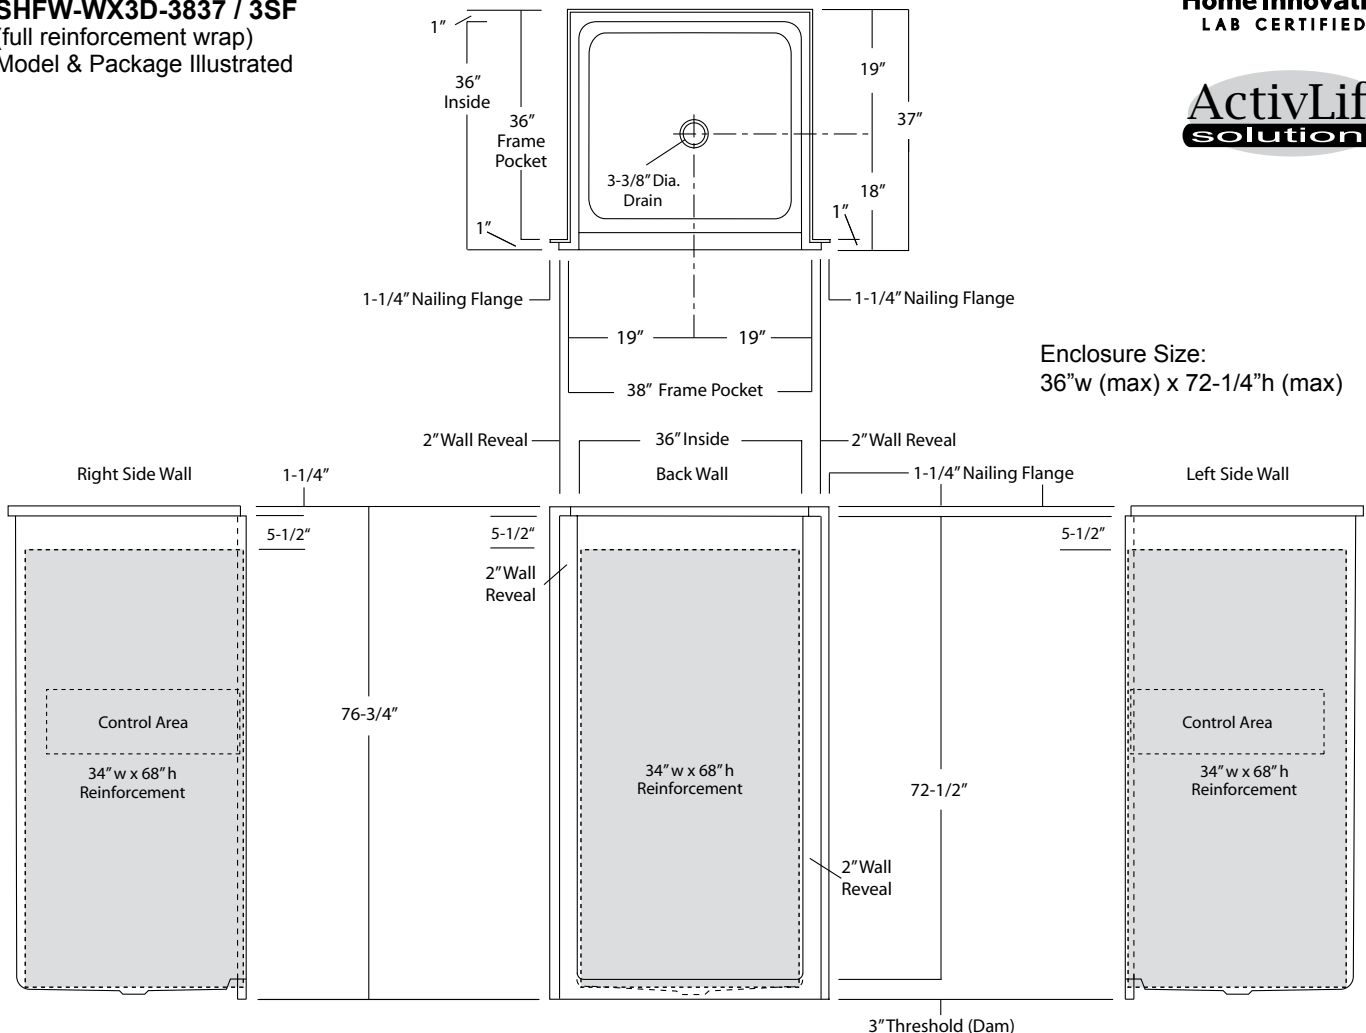 SHFW-WX3D-3837 / 3SF
(full reinforcement wrap)
Model & Package Illustrated
LAB CERTIFIED
1”
36”
Inside
36”
Frame
Pocket
1”
3-3/8” Dia.
Drain
19”
37”
18”
1”
1-1/4” Nailing Flange
1-1/4” Nailing Flange
19”
19”
38” Frame Pocket
Enclosure Size:
36”w (max) x 72-1/4”h (max)
2” Wall Reveal
36” Inside
2” Wall Reveal
Right Side Wall
1-1/4”
Back Wall
1-1/4” Nailing Flange
Left Side Wall
5-1/2“
5-1/2“
5-1/2”
2” Wall
Reveal
76-3/4”
Control Area
34” w x 68” h
Reinforcement
34” w x 68” h
Reinforcement
72-1/2”
Control Area
34” w x 68” h
Reinforcement
2” Wall
Reveal
3” Threshold (Dam)